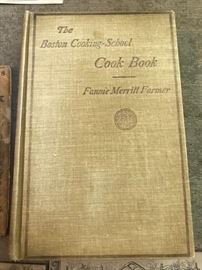 The
Boston Cooking-School
Cook Book
Fannie Merritt Farmer